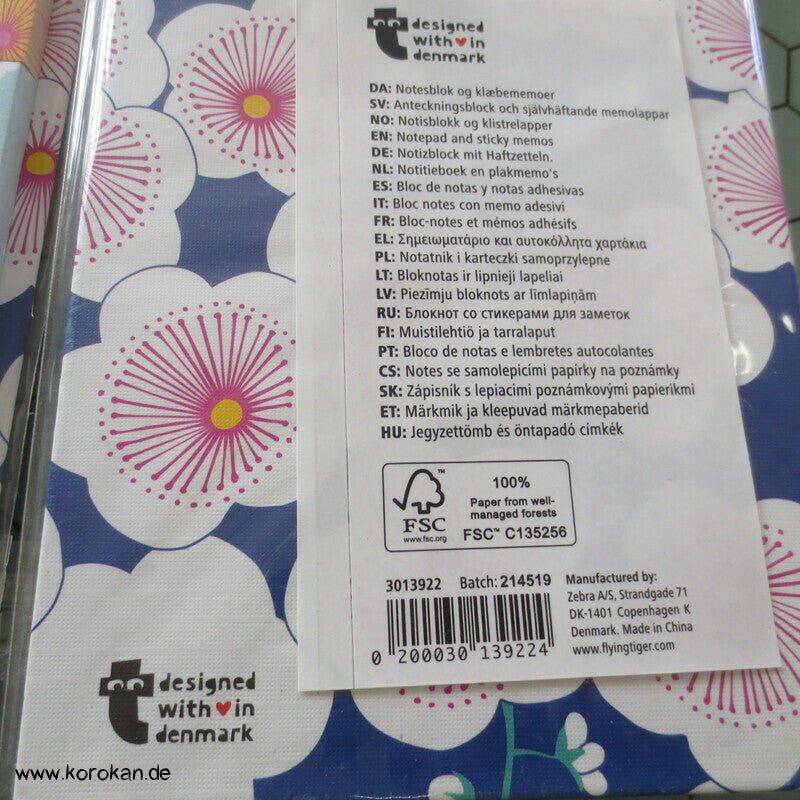 designed
with♥in
denmark
DA: Notesblok og klæbememoer
SV: Anteckningsblock och självhäftande memolappar
NO: Notisblokk og klistrelapper
EN: Notepad and sticky memos
DE: Notizblock mit Haftzetteln.
NL: Notitieboek en plakmemo's
ES: Bloc de notas y notas adhesivas
IT: Bloc notes con memo adesivi
FR: Bloc-notes et mémos adhésifs
EL: Σημειωματάριο και αυτοκόλλητα χαρτάκια
PL: Notatnik i karteczki samoprzylepne
LT: Bloknotas ir lipnieji lapeliai
LV: Piezīmju bloknots ar līmlapiņām
RU: Блокнот со стикерами для заметок
FI: Muistilehtiö ja tarralaput
PT: Bloco de notas e lembretes autocolantes
CS: Notes se samolepicími papírky na poznámky
SK: Zápisník s lepiacimi poznámkovými papierikmi
ET: Märkmik ja kleepuvad märkmepaberid
HU: Jegyzettömb és öntapadó címkék
FSC™
www.fsc.org
100%
Paper from well-
managed forests
FSC™ C135256
3013922 Batch: 214519
0 200030 139224
Manufactured by:
Zebra A/S, Strandgade 71
DK-1401 Copenhagen K
Denmark. Made in China
www.flyingtiger.com
designed
with♥in
denmark
www.korokan.de